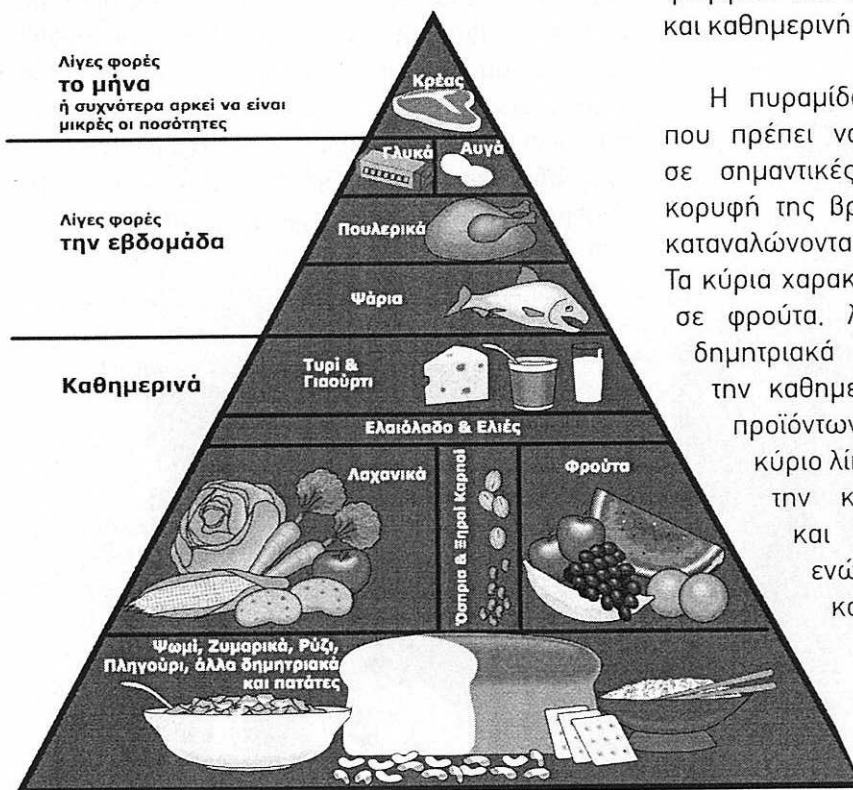 και καθημερινή
Η πυραμίδα
που πρέπει να
σε σημαντικές
κορυφή της βρ
καταναλώνοντα
Τα κύρια χαρακ
σε φρούτα,
δημητριακά
την καθημε
προϊόντων
κύριο λίπ
την κ
και
ενώ
κα
Λίγες φορές
το μήνα
ή συχνότερα αρκεί να είναι
μικρές οι ποσότητες
Λίγες φορές
την εβδομάδα
Καθημερινά
Κρέας
Γλυκά
Αυγά
Πουλερικά
Ψάρια
Τυρί &
Γιαούρτι
Ελαιόλαδο & Ελιές
Λαχανικά
Όσπρια & Ξηροί Καρποί
Φρούτα
Ψωμί, Ζυμαρικά, Ρύζι,
Πληγούρι, άλλα δημητριακά
και πατάτες